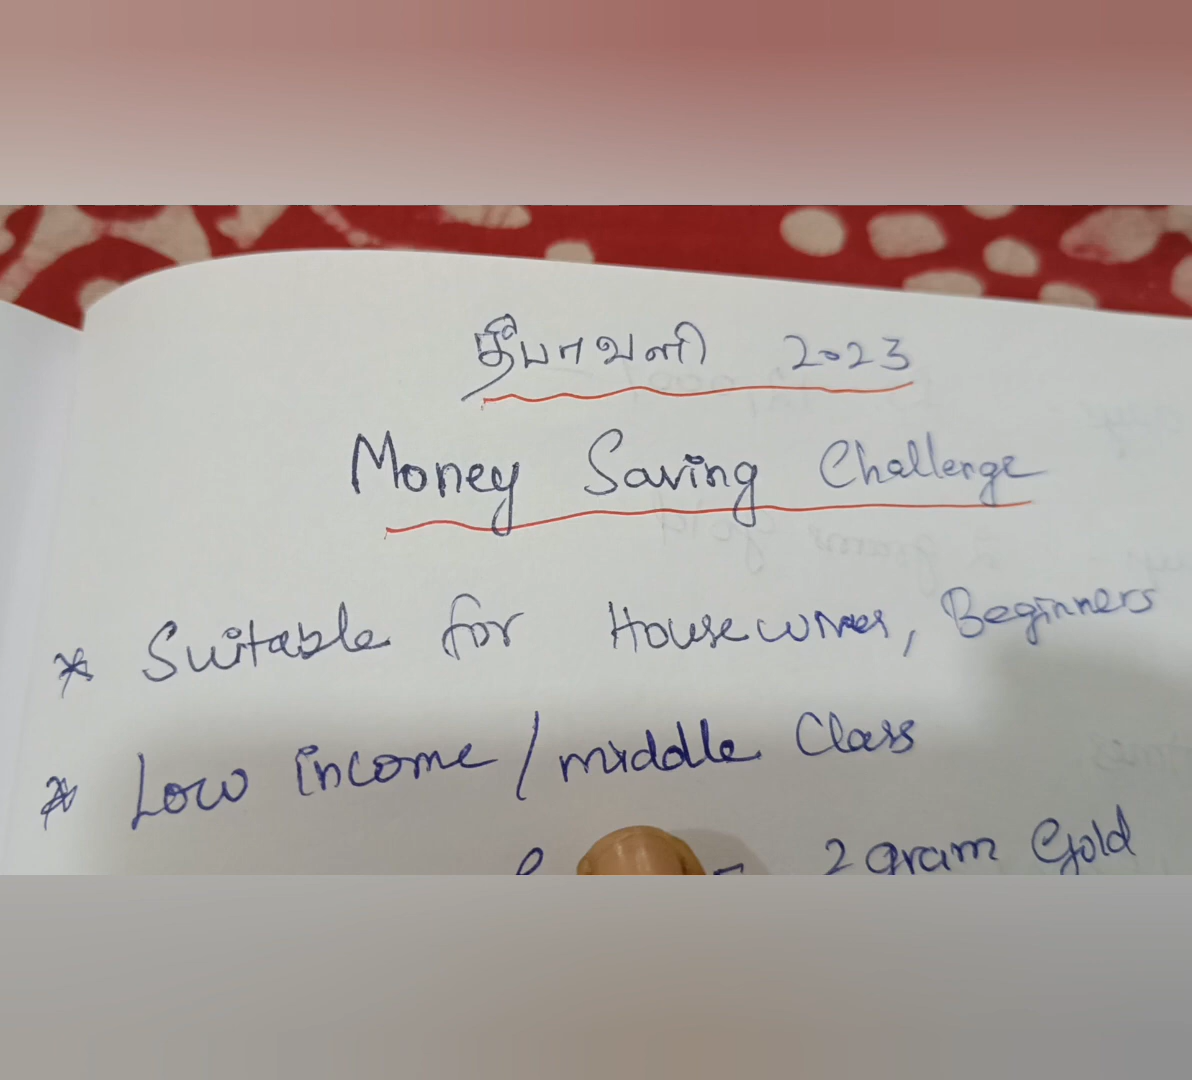 தீபாவளி 2023
Money Saving Challenge
* Suitable for Housewives, Beginners
* Low income / middle Class
- 2 gram Gold